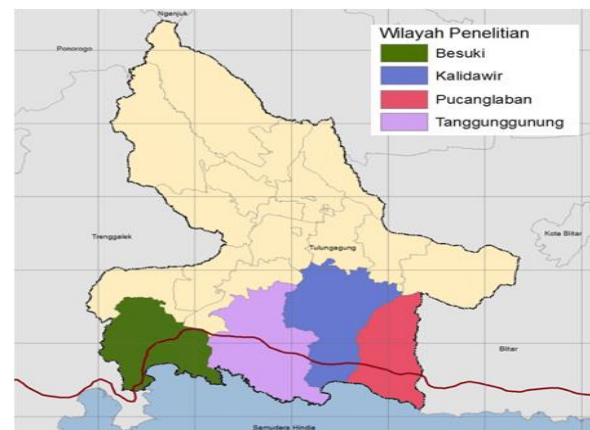 Nganjuk
Ponorogo
Wilayah Penelitian
Besuki
Kalidawir
Pucanglaban
Tanggunggunung
Trenggalek
Tulungagung
Kota Blitar
Blitar
Samudera Hindia